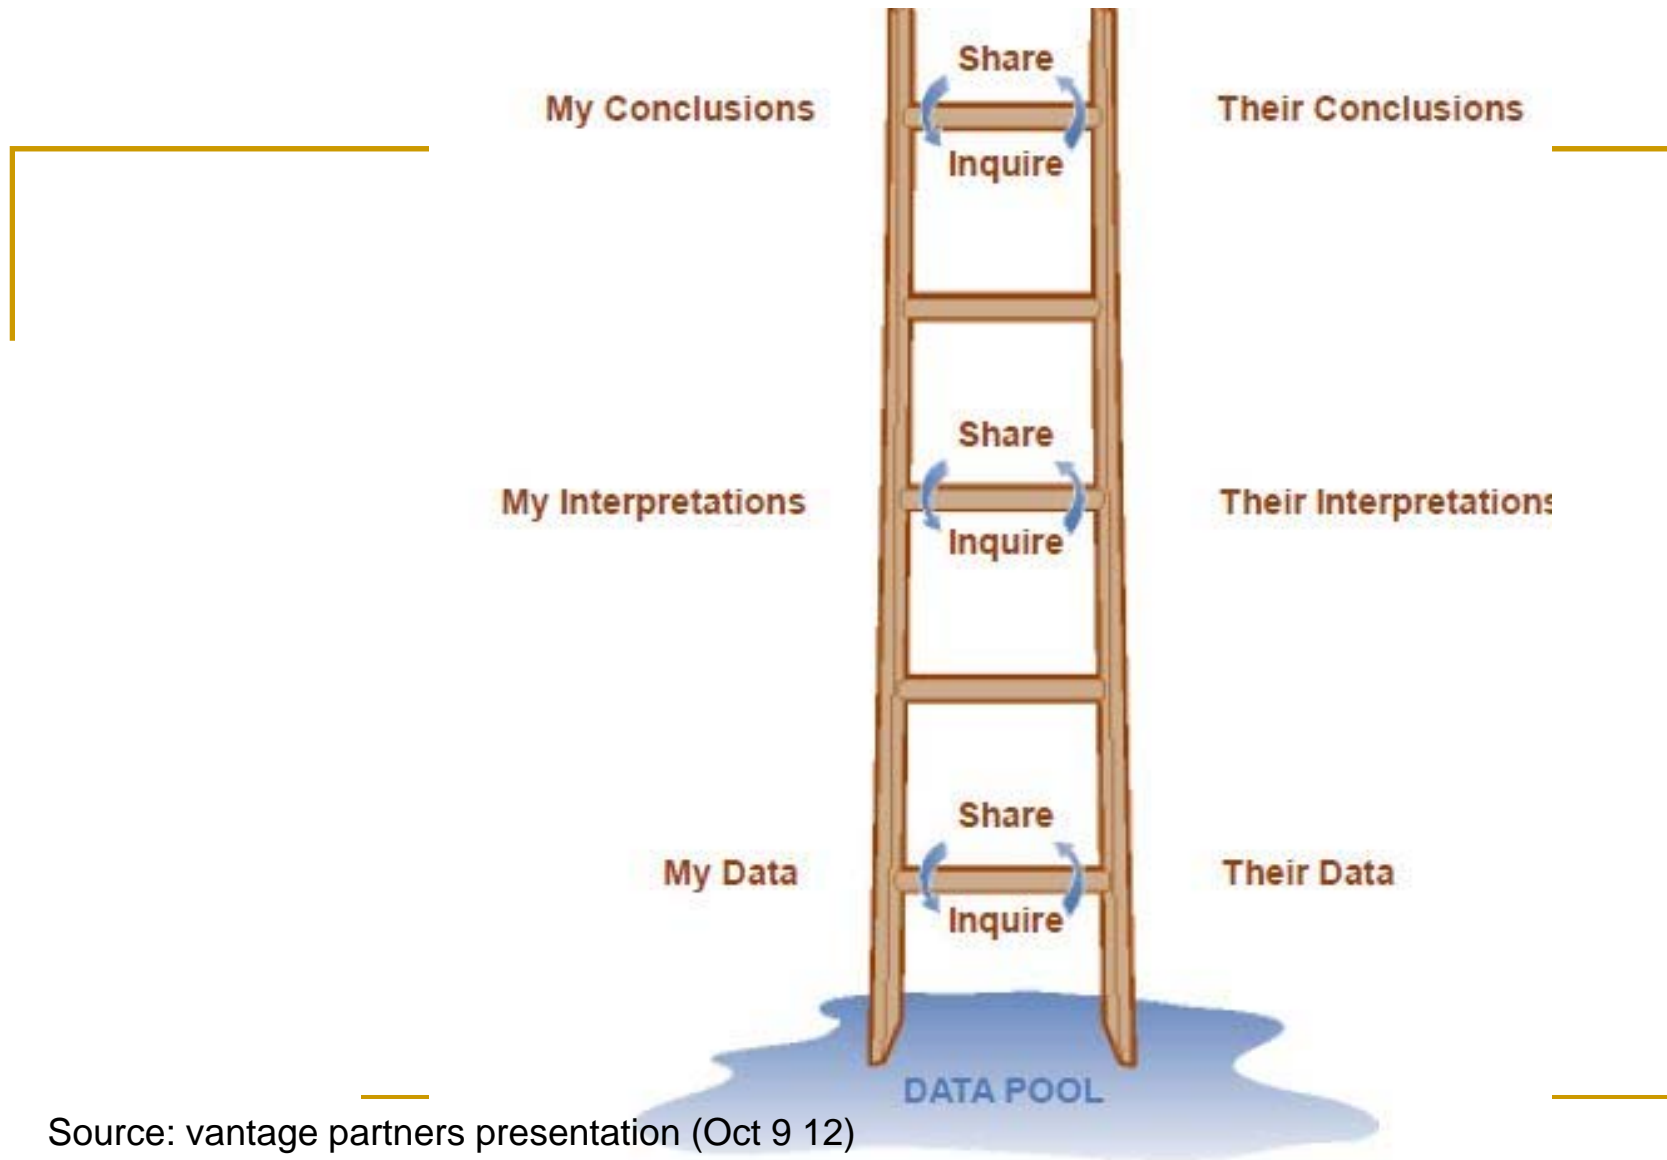 Share
My Conclusions
Their Conclusions
Inquire
Share
My Interpretations
Their Interpretations
Inquire
Share
My Data
Their Data
Inquire
DATA POOL
Source: vantage partners presentation (Oct 9 12)